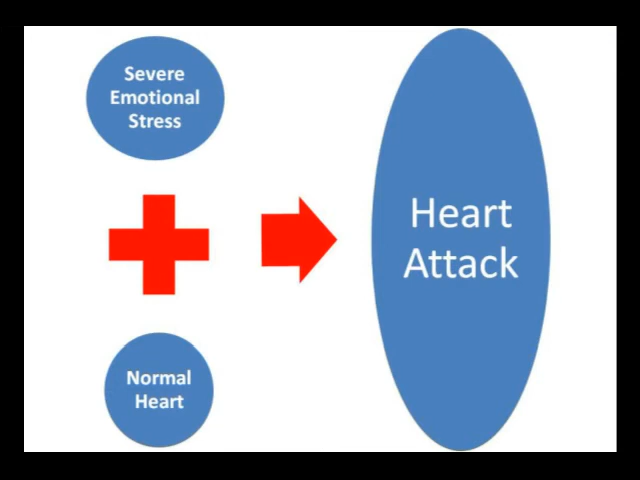 Severe
Emotional
Stress
Normal
Heart
Heart
Attack